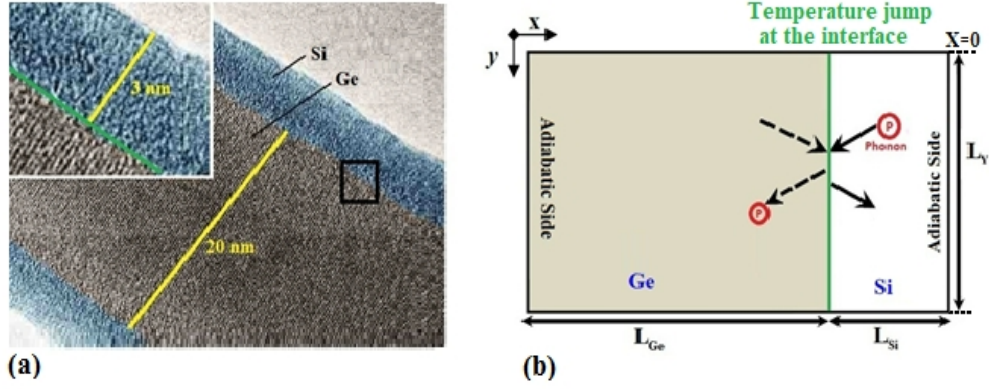 Si
Ge
3 nm
20 nm
(a)
Temperature jump
at the interface
X=0
x
y
Adiabatic Side
P
Phonon
P
Adiabatic Side
L_Y
Ge
Si
L_Ge
L_Si
(b)